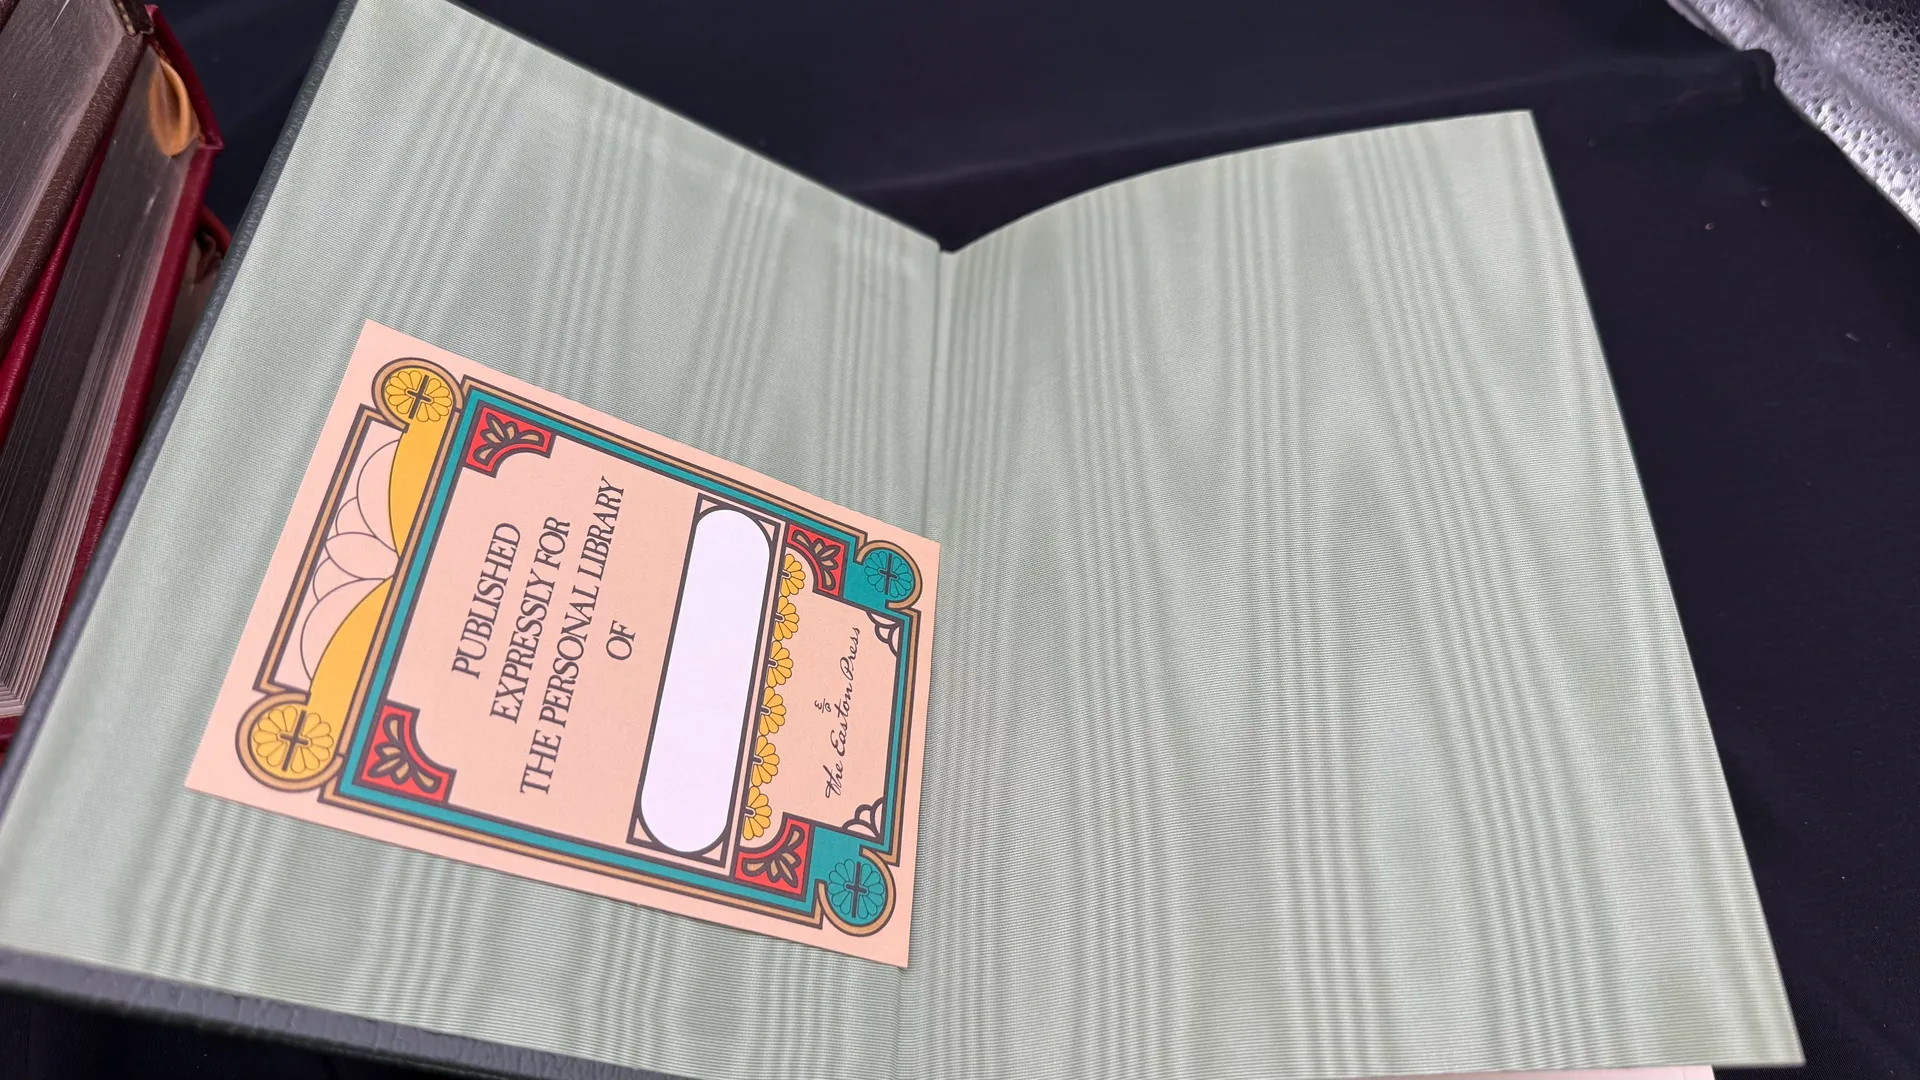 PUBLISHED
EXPRESSLY FOR
THE PERSONAL LIBRARY
OF
The Easton Press